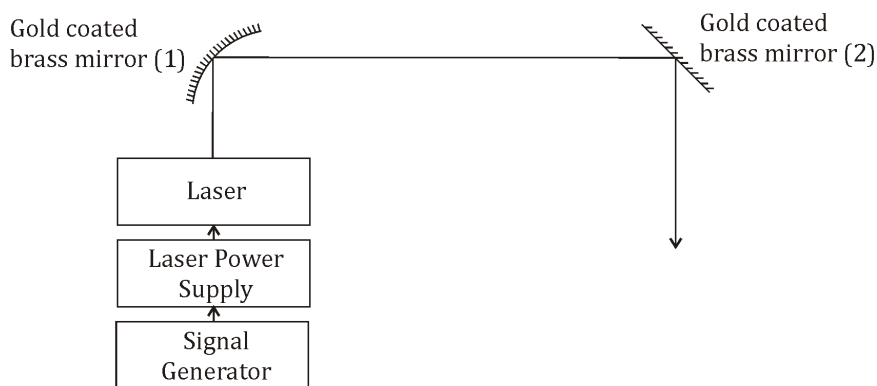 Gold coated
brass mirror (1)
Gold coated
brass mirror (2)
Laser
Laser Power
Supply
Signal
Generator